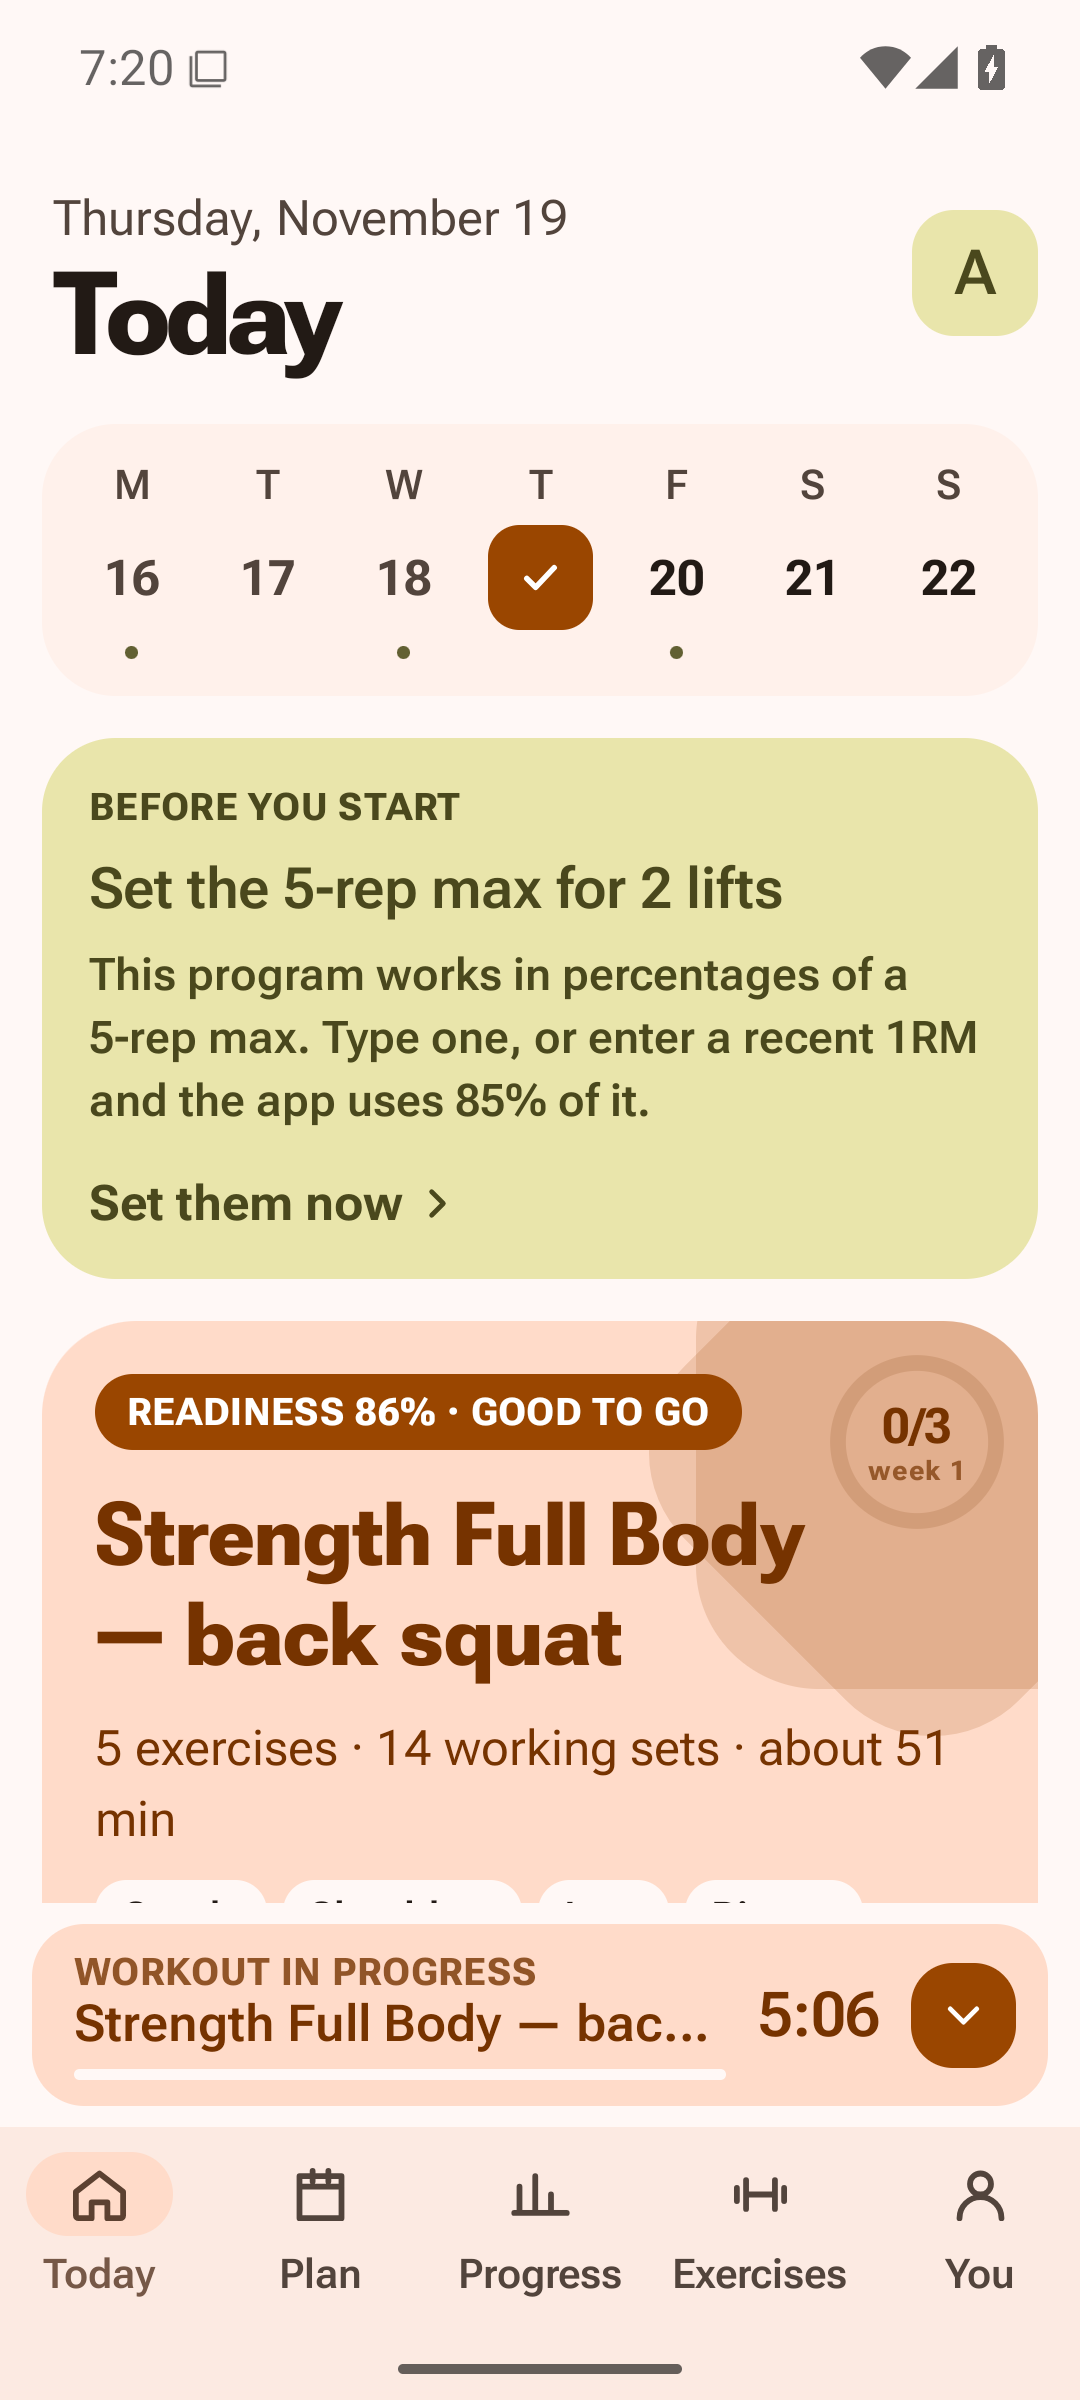 7:20
Thursday, November 19
Today
A
M T W T F S S
16 17 18 20 21 22
BEFORE YOU START
Set the 5-rep max for 2 lifts
This program works in percentages of a
5-rep max. Type one, or enter a recent 1RM
and the app uses 85% of it.
Set them now
READINESS 86% · GOOD TO GO
0/3
week 1
Strength Full Body
— back squat
5 exercises · 14 working sets · about 51
min
WORKOUT IN PROGRESS
Strength Full Body — bac...
5:06
Today Plan Progress Exercises You